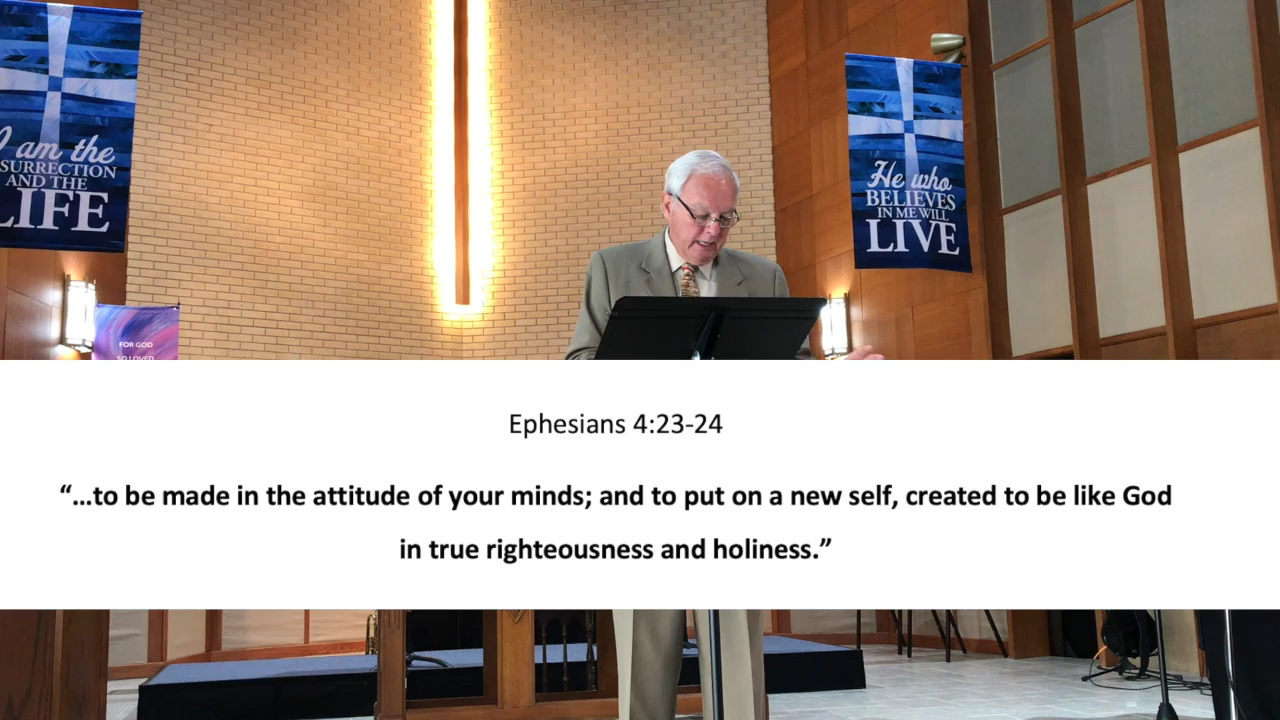 I am the
SURRECTION
AND THE
LIFE
He who
BELIEVES
IN ME WILL
LIVE
FOR GOD
SO LOVED
Ephesians 4:23-24
“…to be made in the attitude of your minds; and to put on a new self, created to be like God
in true righteousness and holiness.”